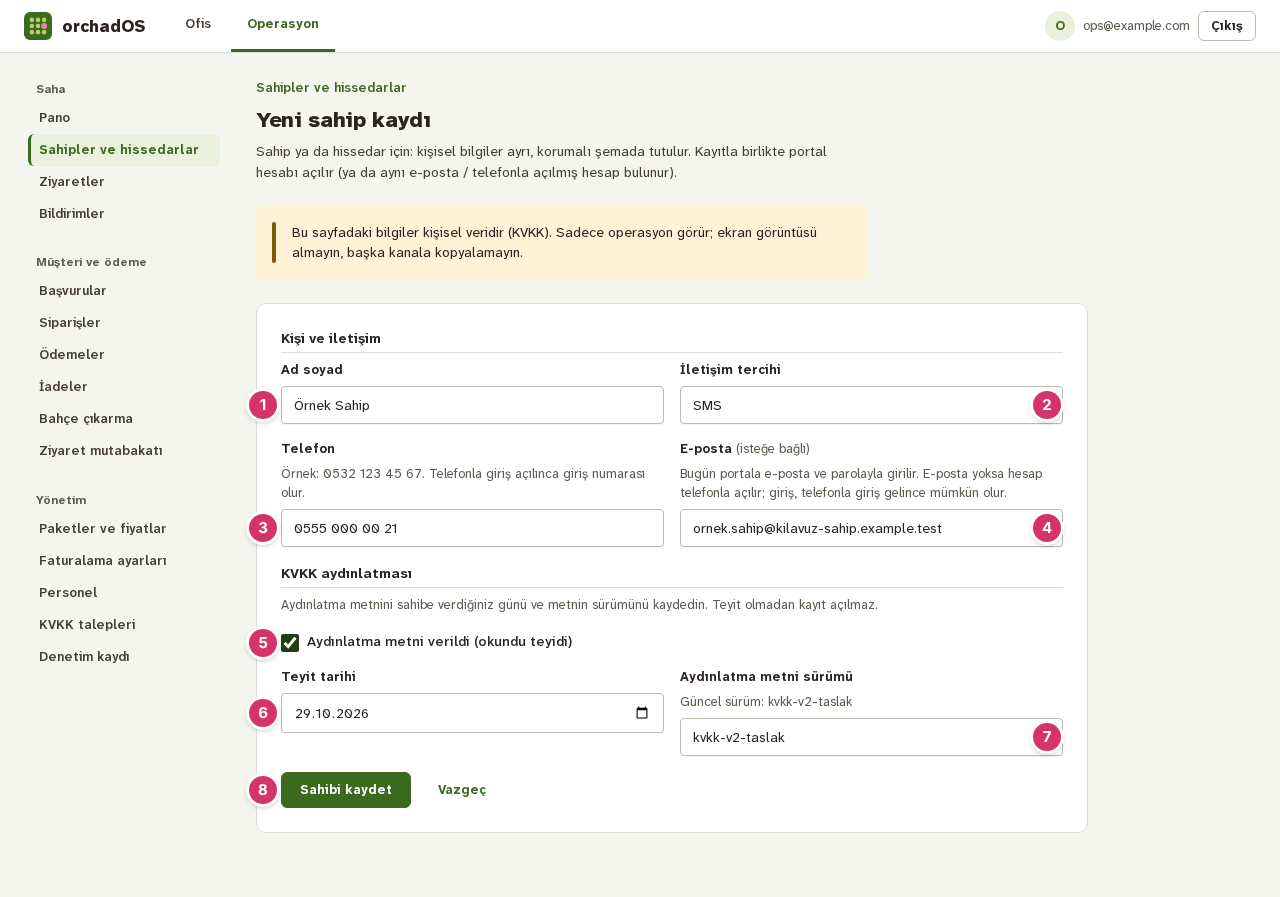 orchadOS
Ofis
Operasyon
O
ops@example.com
Çıkış
Saha
Pano
Sahipler ve hissedarlar
Ziyaretler
Bildirimler
Müşteri ve ödeme
Başvurular
Siparişler
Ödemeler
İadeler
Bahçe çıkarma
Ziyaret mutabakatı
Yönetim
Paketler ve fiyatlar
Faturalama ayarları
Personel
KVKK talepleri
Denetim kaydı
Sahipler ve hissedarlar
Yeni sahip kaydı
Sahip ya da hissedar için: kişisel bilgiler ayrı, korumalı şemada tutulur. Kayıtla birlikte portal
hesabı açılır (ya da aynı e-posta / telefonla açılmış hesap bulunur).
Bu sayfadaki bilgiler kişisel veridir (KVKK). Sadece operasyon görür; ekran görüntüsü
almayın, başka kanala kopyalamayın.
Kişi ve iletişim
Ad soyad
1
Örnek Sahip
İletişim tercihi
SMS
2
Telefon
Örnek: 0532 123 45 67. Telefonla giriş açılınca giriş numarası
olur.
3
0555 000 00 21
E-posta (isteğe bağlı)
Bugün portala e-posta ve parolayla girilir. E-posta yoksa hesap
telefonla açılır; giriş, telefonla giriş gelince mümkün olur.
ornek.sahip@kilavuz-sahip.example.test
4
KVKK aydınlatması
Aydınlatma metnini sahibe verdiğiniz günü ve metnin sürümünü kaydedin. Teyit olmadan kayıt açılmaz.
5
Aydınlatma metni verildi (okundu teyidi)
Teyit tarihi
6
29.10.2026
Aydınlatma metni sürümü
Güncel sürüm: kvkk-v2-taslak
kvkk-v2-taslak
7
8
Sahibi kaydet
Vazgeç